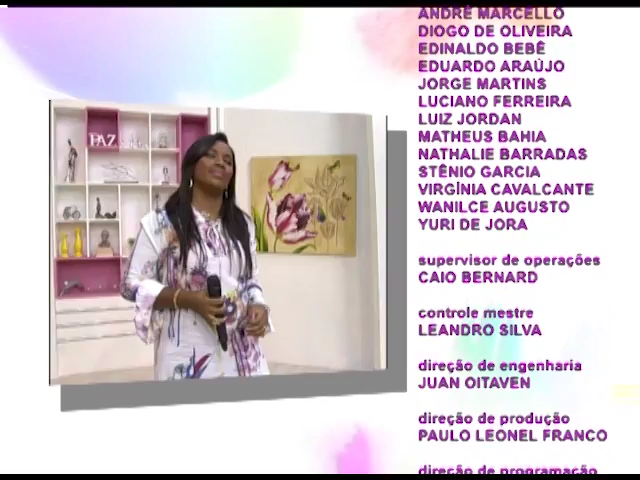 PAZ
ANDRÉ MARCELLO
DIOGO DE OLIVEIRA
EDINALDO BEBÊ
EDUARDO ARAÚJO
JORGE MARTINS
LUCIANO FERREIRA
LUIZ JORDAN
MATHEUS BAHIA
NATHALIE BARRADAS
STÊNIO GARCIA
VIRGÍNIA CAVALCANTE
WANILCE AUGUSTO
YURI DE JORA
supervisor de operações
CAIO BERNARD
controle mestre
LEANDRO SILVA
direção de engenharia
JUAN OITAVEN
direção de produção
PAULO LEONEL FRANCO
direção de programação